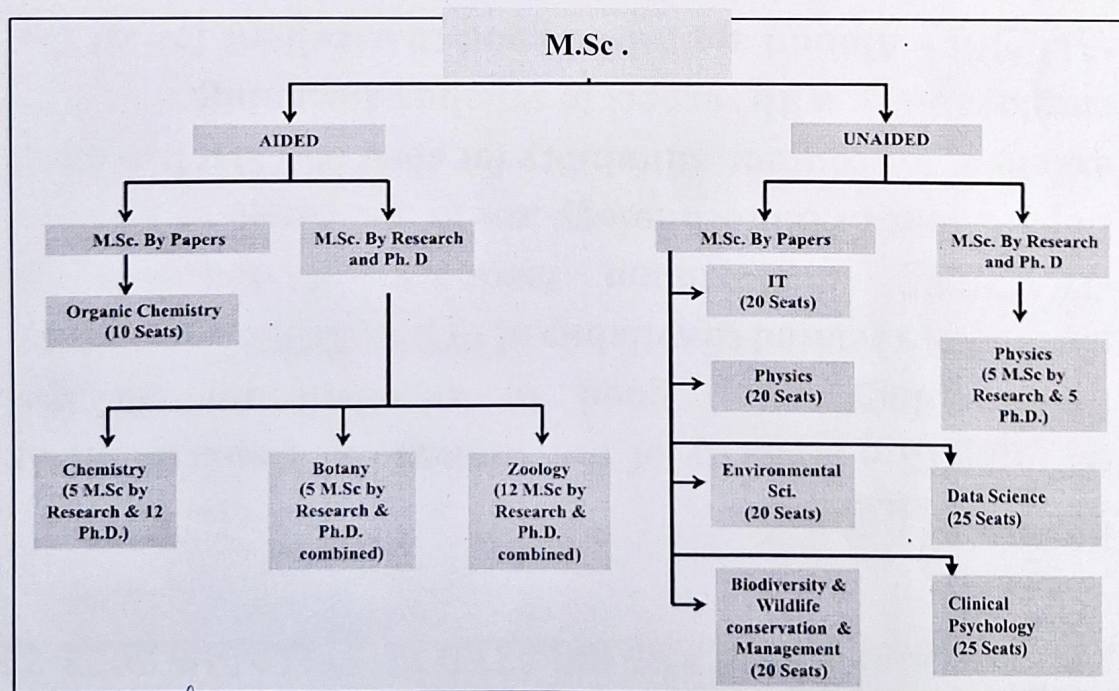 M.Sc .
AIDED
UNAIDED
M.Sc. By Papers
M.Sc. By Research
and Ph. D
M.Sc. By Papers
M.Sc. By Research
and Ph. D
Organic Chemistry
(10 Seats)
IT
(20 Seats)
Physics
(20 Seats)
Physics
(5 M.Sc by
Research & 5
Ph.D.)
Chemistry
(5 M.Sc by
Research & 12
Ph.D.)
Botany
(5 M.Sc by
Research &
Ph.D.
combined)
Zoology
(12 M.Sc by
Research &
Ph.D.
combined)
Environmental
Sci.
(20 Seats)
Data Science
(25 Seats)
Biodiversity &
Wildlife
conservation &
Management
(20 Seats)
Clinical
Psychology
(25 Seats)